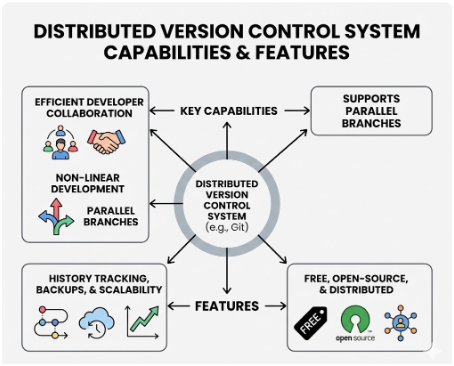 DISTRIBUTED VERSION CONTROL SYSTEM
CAPABILITIES & FEATURES
EFFICIENT DEVELOPER
COLLABORATION
NON-LINEAR
DEVELOPMENT
PARALLEL
BRANCHES
KEY CAPABILITIES
SUPPORTS
PARALLEL
BRANCHES
DISTRIBUTED
VERSION
CONTROL
SYSTEM
(e.g., Git)
HISTORY TRACKING,
BACKUPS, & SCALABILITY
FEATURES
FREE, OPEN-SOURCE,
& DISTRIBUTED
FREE
open source